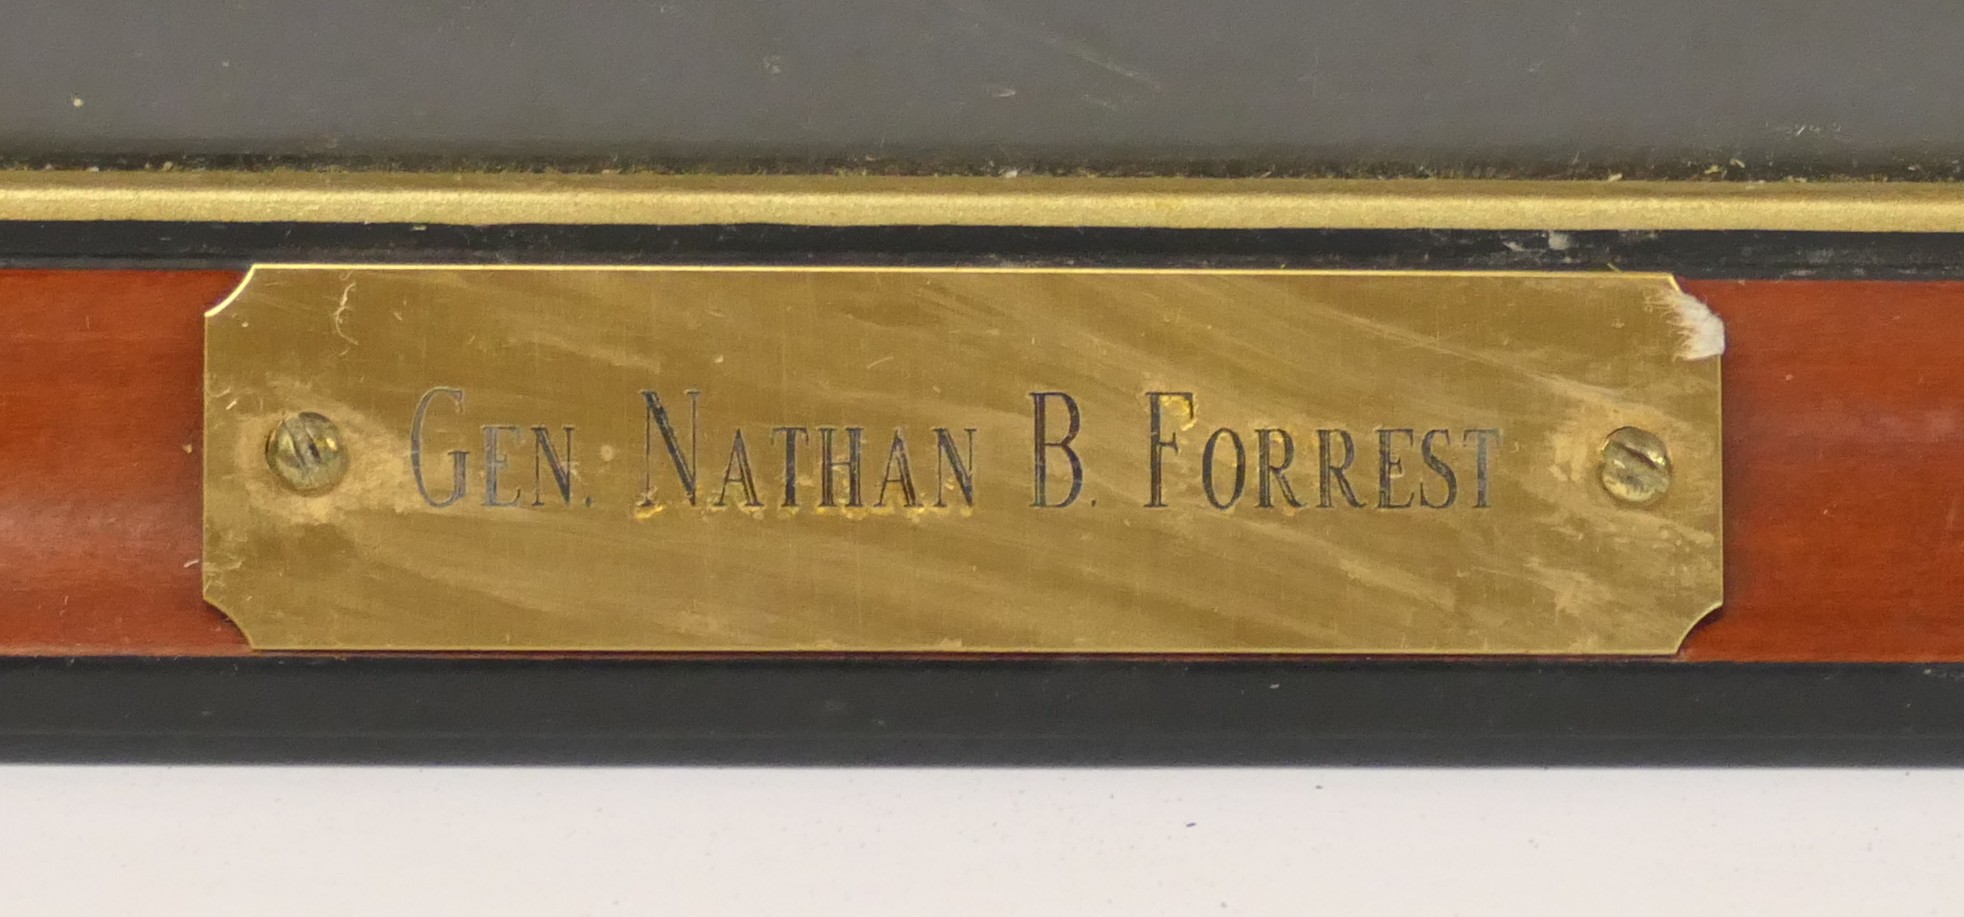 GEN. NATHAN B. FORREST